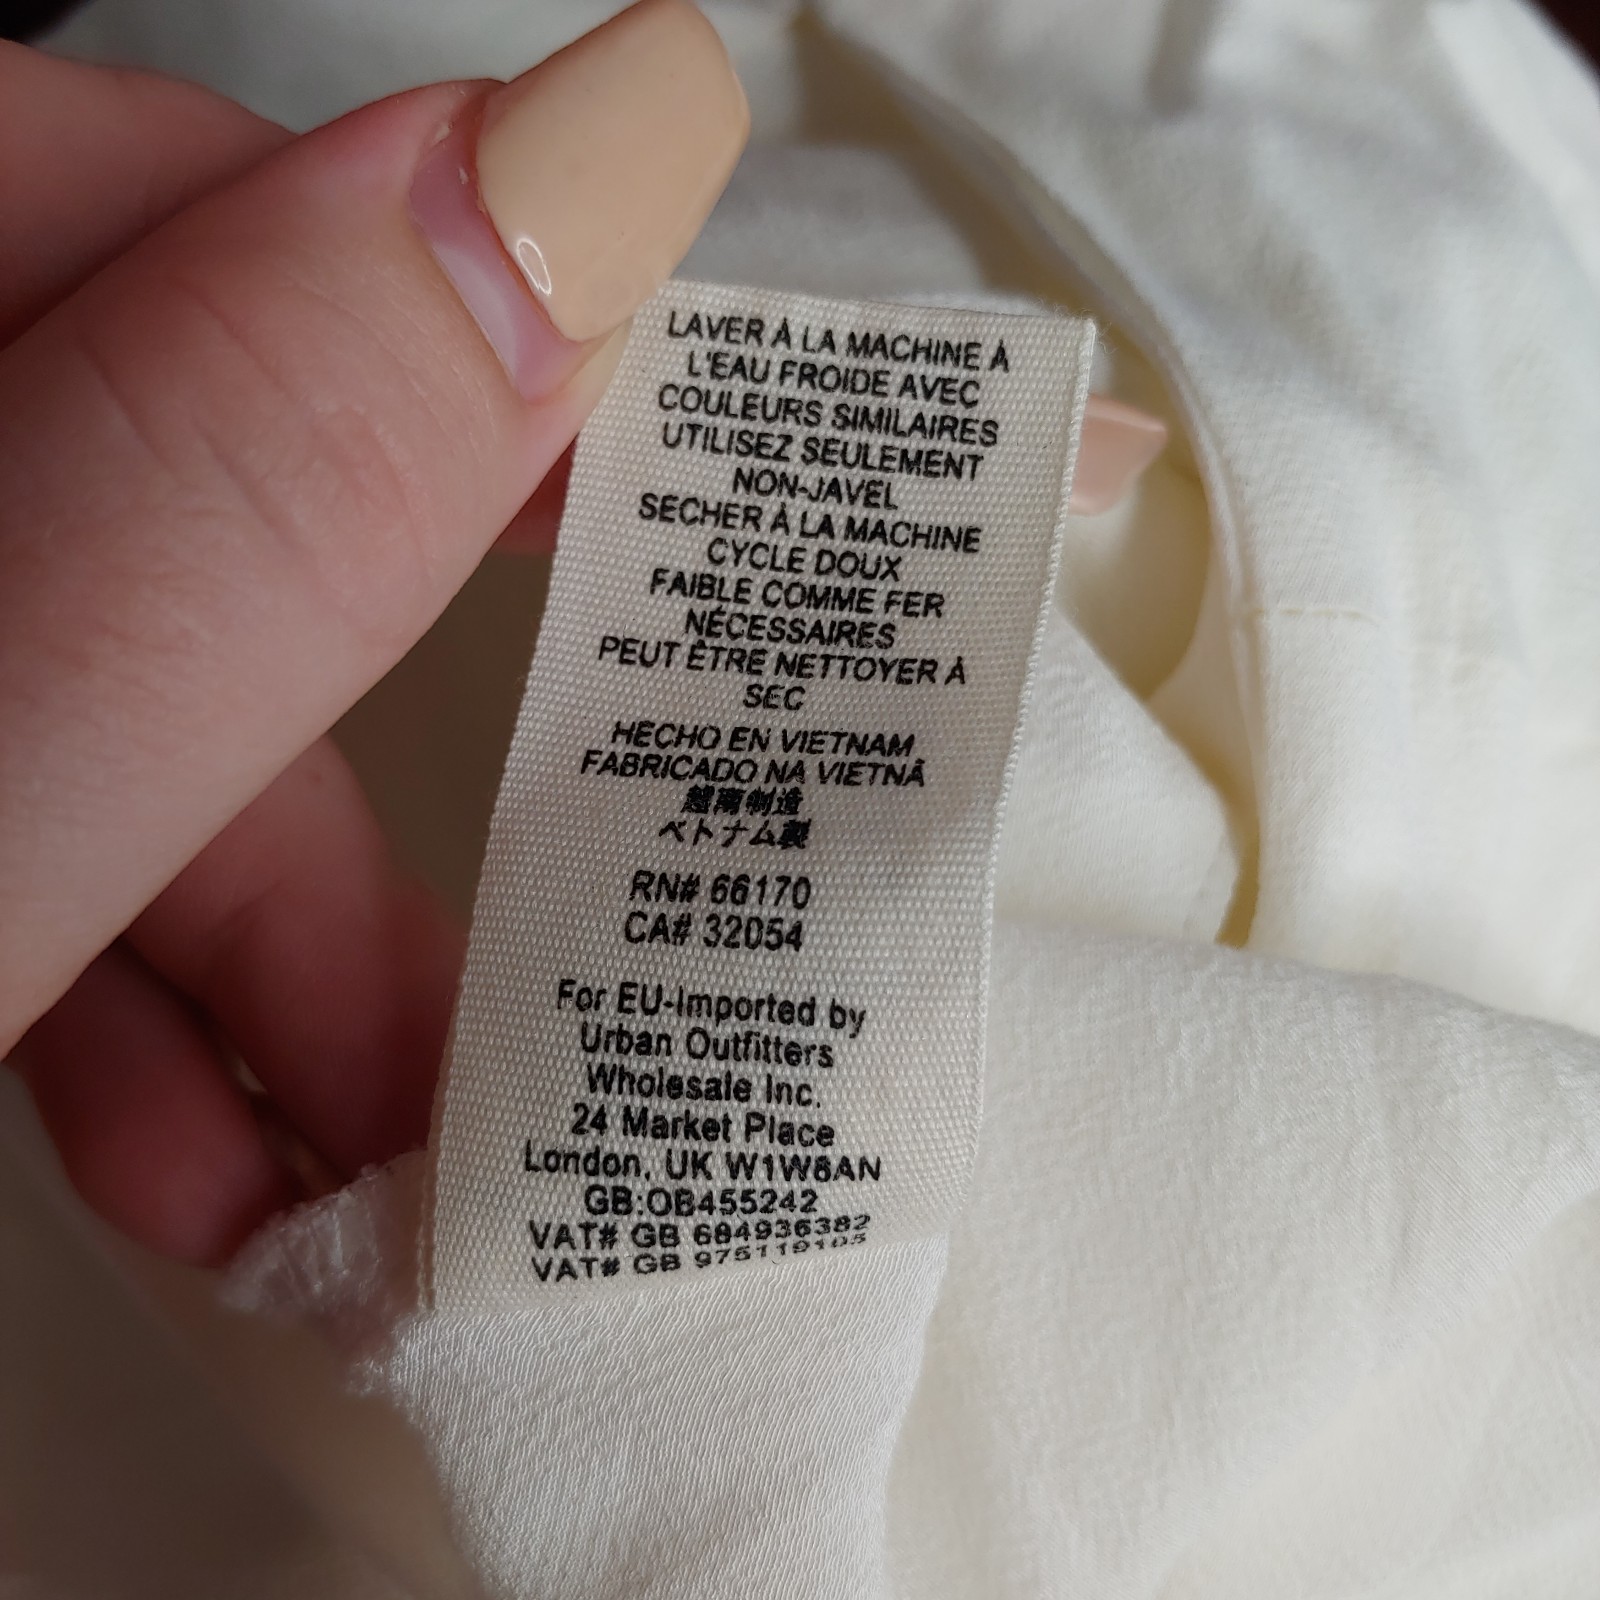 LAVER À LA MACHINE À
L'EAU FROIDE AVEC
COULEURS SIMILAIRES
UTILISEZ SEULEMENT
NON-JAVEL
SECHER À LA MACHINE
CYCLE DOUX
FAIBLE COMME FER
NÉCESSAIRES
PEUT ÊTRE NETTOYER À
SEC
HECHO EN VIETNAM
FABRICADO NA VIETNÃ
越南制造
ベトナム製
RN# 66170
CA# 32054
For EU-Imported by
Urban Outfitters
Wholesale Inc.
24 Market Place
London, UK W1W8AN
GB:OB455242
VAT# GB 684936382
VAT# GB 975119105